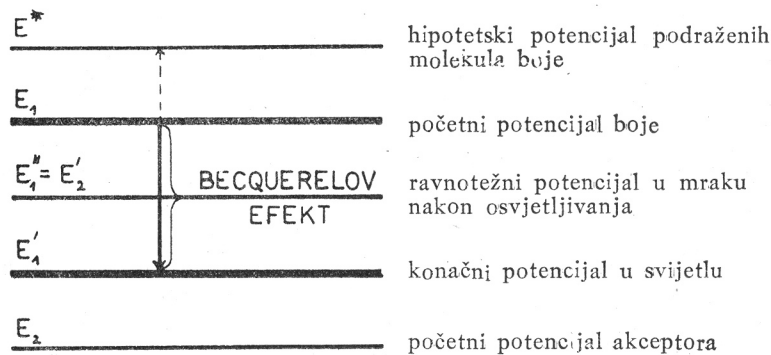 E*
hipotetski potencijal podraženih
molekula boje
E₁
početni potencijal boje
E₁" = E₂'
BECQUERELOV
EFEKT
ravnotežni potencijal u mraku
nakon osvjetljivanja
E₁'
konačni potencijal u svijetlu
E₂
početni potencijal akceptora